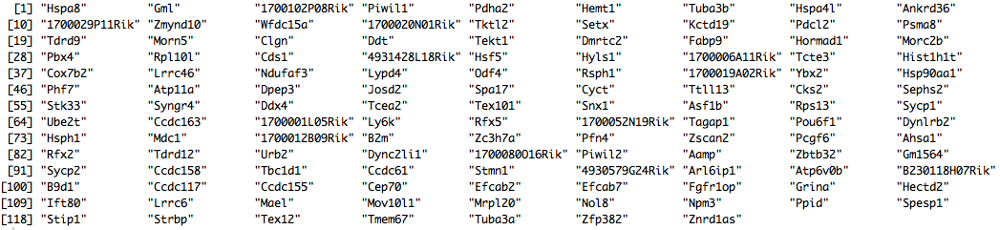 [1] "Hspa8" "Gml" "1700102P08Rik" "Piwil1" "Pdha2" "Hemt1" "Tuba3b" "Hspa4l" "Ankrd36"
[10] "1700029P11Rik" "Zmynd10" "Wfdc15a" "1700020N01Rik" "Tktl2" "Setx" "Kctd19" "Pdcl2" "Psma8"
[19] "Tdrd9" "Morn5" "Clgn" "Ddt" "Tekt1" "Dmrtc2" "Fabp9" "Hormad1" "Morc2b"
[28] "Pbx4" "Rpl10l" "Cds1" "4931428L18Rik" "Hsf5" "Hyls1" "1700006A11Rik" "Tcte3" "Hist1h1t"
[37] "Cox7b2" "Lrrc46" "Ndufaf3" "Lypd4" "Odf4" "Rsph1" "1700019A02Rik" "Ybx2" "Hsp90aa1"
[46] "Phf7" "Atp11a" "Dpep3" "Josd2" "Spa17" "Cyct" "Ttll13" "Cks2" "Sephs2"
[55] "Stk33" "Syngr4" "Ddx4" "Tcea2" "Tex101" "Snx1" "Asf1b" "Rps13" "Sycp1"
[64] "Ube2t" "Ccdc163" "1700001L05Rik" "Ly6k" "Rfx5" "1700052N19Rik" "Tagap1" "Pou6f1" "Dynlrb2"
[73] "Hsph1" "Mdc1" "1700012B09Rik" "B2m" "Zc3h7a" "Pfn4" "Zscan2" "Pcgf6" "Ahsa1"
[82] "Rfx2" "Tdrd12" "Urb2" "Dync2li1" "1700080O16Rik" "Piwil2" "Aamp" "Zbtb32" "Gm1564"
[91] "Sycp2" "Ccdc158" "Tbc1d1" "Ccdc61" "Stmn1" "4930579G24Rik" "Arl6ip1" "Atp6v0b" "B230118H07Rik"
[100] "B9d1" "Ccdc117" "Ccdc155" "Cep70" "Efcab2" "Efcab7" "Fgfr1op" "Grina" "Hectd2"
[109] "Ift80" "Lrrc6" "Mael" "Mov10l1" "Mrpl20" "Nol8" "Npm3" "Ppid" "Spesp1"
[118] "Stip1" "Strbp" "Tex12" "Tmem67" "Tuba3a" "Zfp382" "Znrd1as"